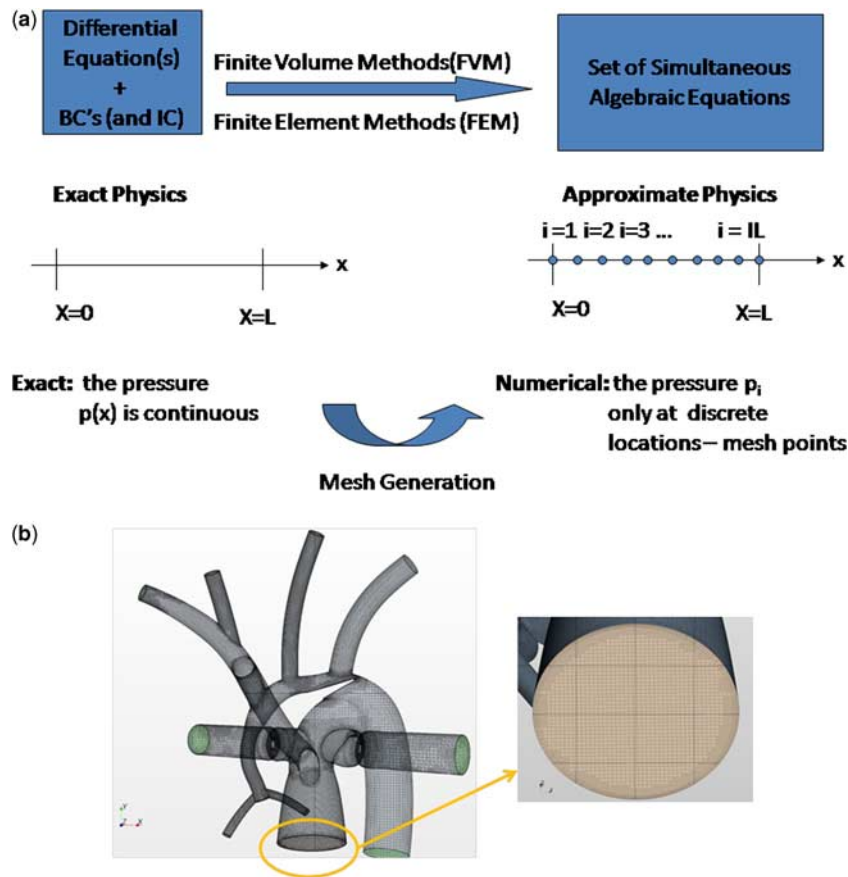 (a)
Differential
Equation(s)
+
BC's (and IC)
Finite Volume Methods(FVM)
Finite Element Methods (FEM)
Set of Simultaneous
Algebraic Equations
Exact Physics
x
X=0
X=L
Approximate Physics
i =1 i=2 i=3 ... i = IL
x
X=0
X=L
Exact: the pressure
p(x) is continuous
Numerical: the pressure pᵢ
only at discrete
locations– mesh points
Mesh Generation
(b)
Y
Z X